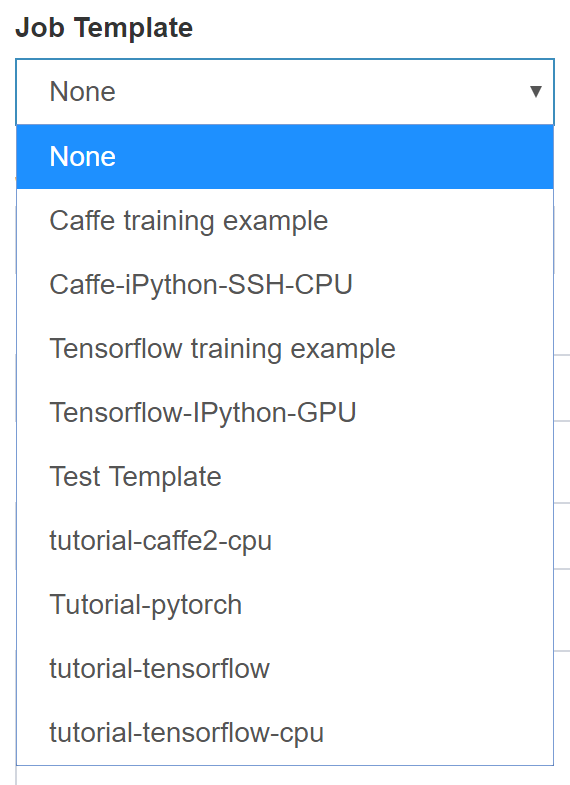 Job Template
None
None
Caffe training example
Caffe-iPython-SSH-CPU
Tensorflow training example
Tensorflow-IPython-GPU
Test Template
tutorial-caffe2-cpu
Tutorial-pytorch
tutorial-tensorflow
tutorial-tensorflow-cpu